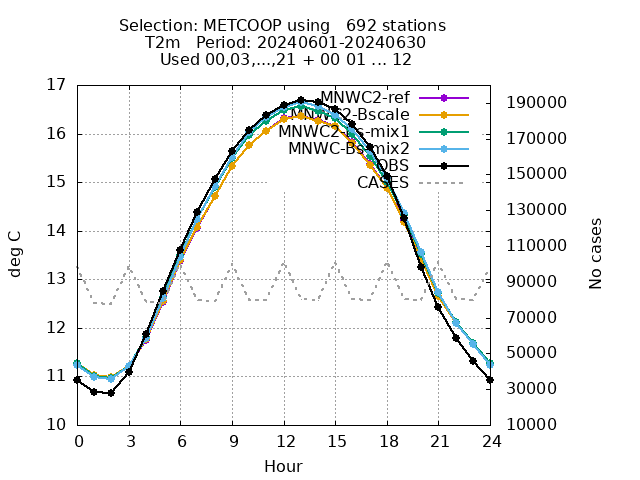 Selection: METCOOP using   692 stations
T2m   Period: 20240601-20240630
Used 00,03,...,21 + 00 01 ... 12
17
16
15
14
13
12
11
10
deg C
190000
170000
150000
130000
110000
90000
70000
50000
30000
10000
No cases
MNWC2-ref
MNWC2-Bscale
MNWC2-Bs-mix1
MNWC-Bs-mix2
OBS
CASES
0 3 6 9 12 15 18 21 24
Hour